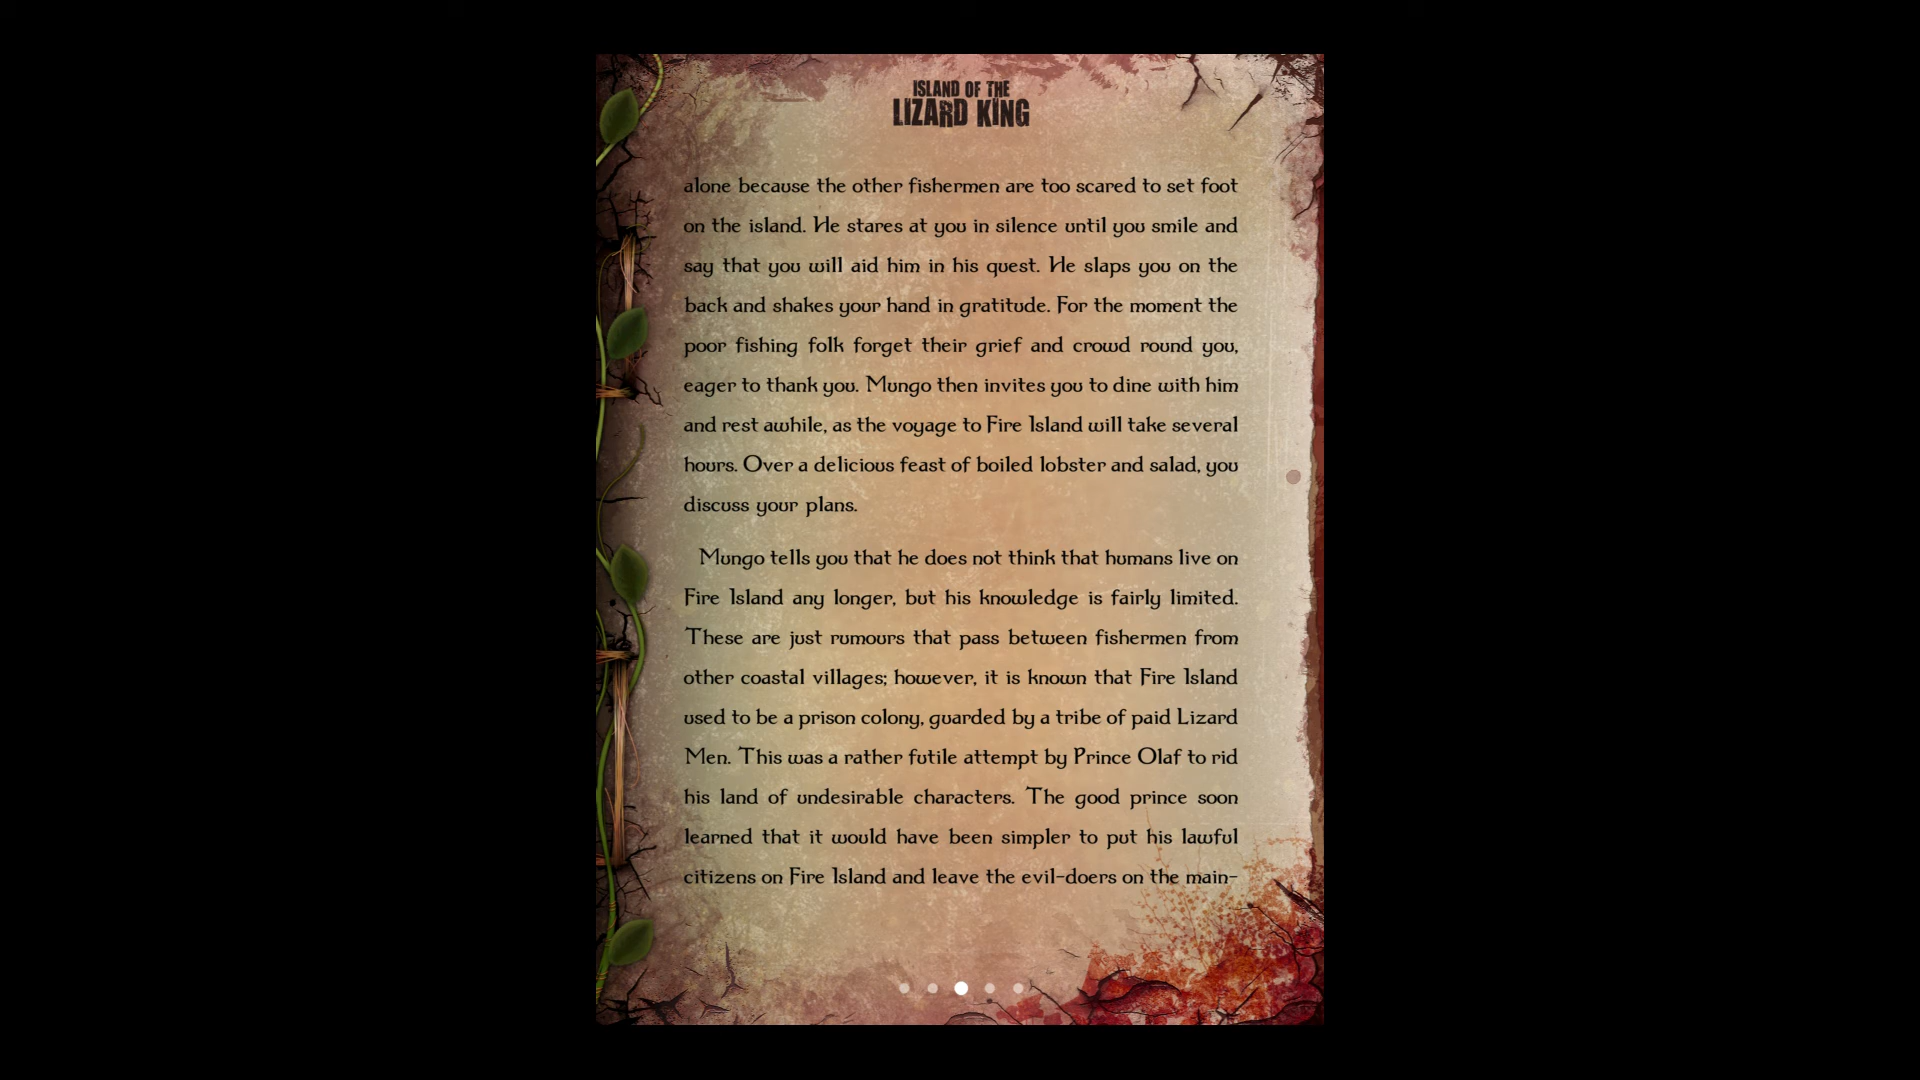 ISLAND OF THE
LIZARD KING
alone because the other fishermen are too scared to set foot
on the island. He stares at you in silence until you smile and
say that you will aid him in his quest. He slaps you on the
back and shakes your hand in gratitude. For the moment the
poor fishing folk forget their grief and crowd round you,
eager to thank you. Mungo then invites you to dine with him
and rest awhile, as the voyage to Fire Island will take several
hours. Over a delicious feast of boiled lobster and salad, you
discuss your plans.
Mungo tells you that he does not think that humans live on
Fire Island any longer, but his knowledge is fairly limited.
These are just rumours that pass between fishermen from
other coastal villages; however, it is known that Fire Island
used to be a prison colony, guarded by a tribe of paid Lizard
Men. This was a rather futile attempt by Prince Olaf to rid
his land of undesirable characters. The good prince soon
learned that it would have been simpler to put his lawful
citizens on Fire Island and leave the evil-doers on the main-